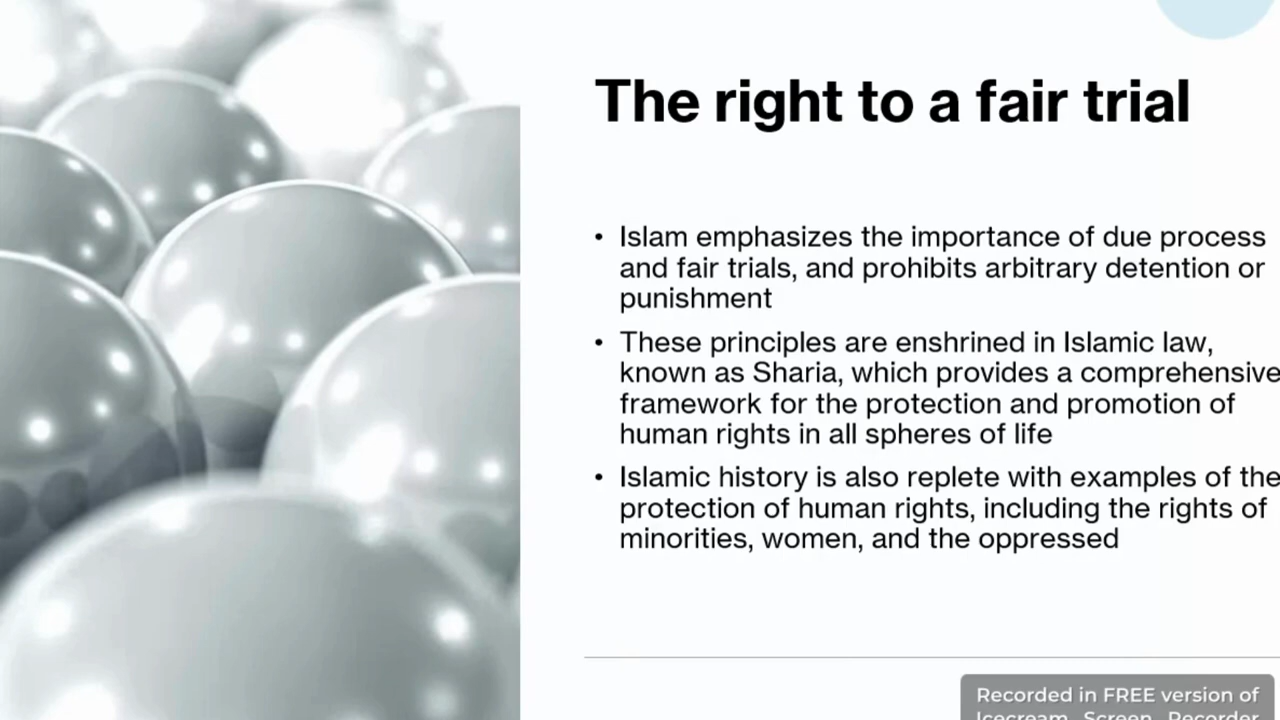 The right to a fair trial
• Islam emphasizes the importance of due process
and fair trials, and prohibits arbitrary detention or
punishment
• These principles are enshrined in Islamic law,
known as Sharia, which provides a comprehensive
framework for the protection and promotion of
human rights in all spheres of life
• Islamic history is also replete with examples of the
protection of human rights, including the rights of
minorities, women, and the oppressed
Recorded in FREE version of
Icecream Screen Recorder